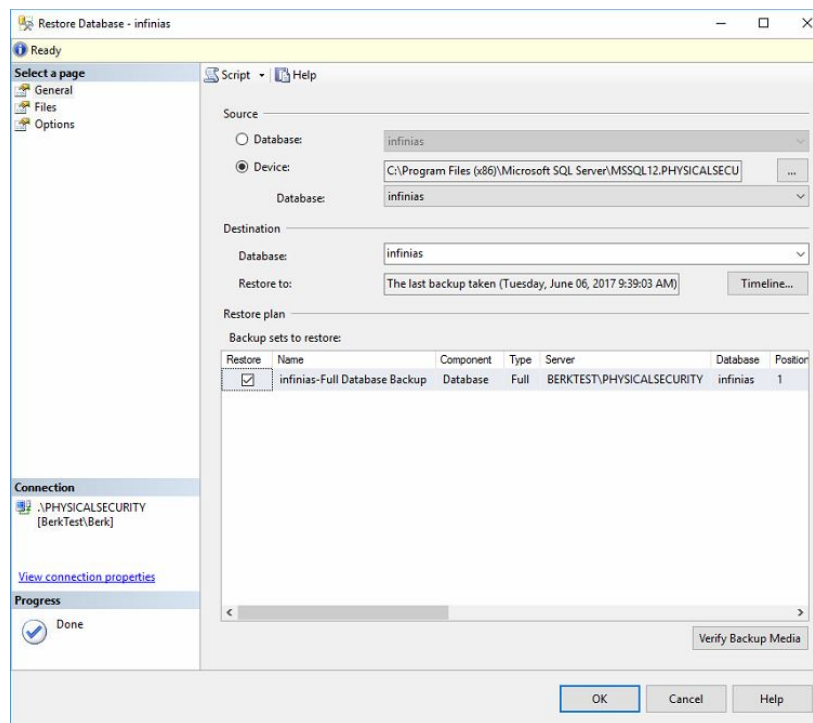 Restore Database - infinias
Ready
Select a page
General
Files
Options
Script
Help
Source
Database:
infinias
Device:
C:\Program Files (x86)\Microsoft SQL Server\MSSQL12.PHYSICALSECU
...
Database:
infinias
Destination
Database:
infinias
Restore to:
The last backup taken (Tuesday, June 06, 2017 9:39:03 AM)
Timeline...
Restore plan
Backup sets to restore:
Restore Name Component Type Server Database Position
infinias-Full Database Backup Database Full BERKTEST\PHYSICALSECURITY infinias 1
Connection
.\PHYSICALSECURITY
[BerkTest\Berk]
View connection properties
Progress
Done
Verify Backup Media
OK Cancel Help